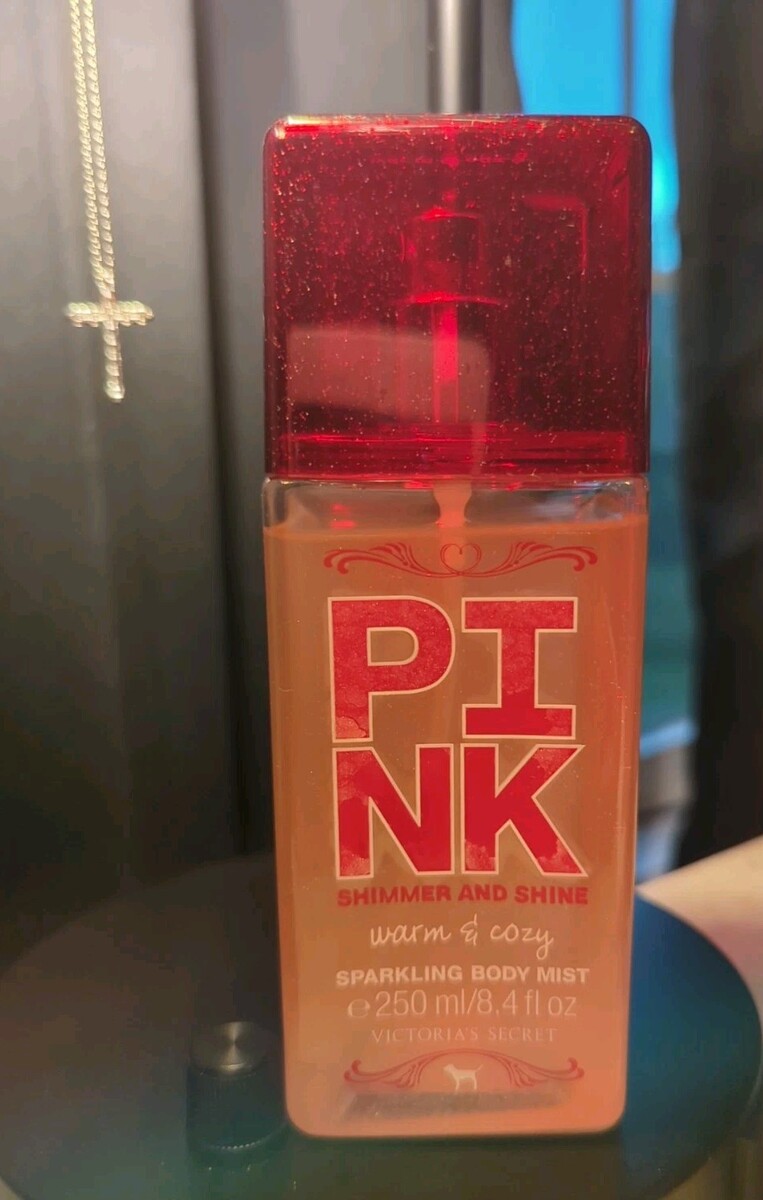 PI
NK
SHIMMER AND SHINE
warm & cozy
SPARKLING BODY MIST
℮ 250 ml/8.4 fl oz
VICTORIA'S SECRET